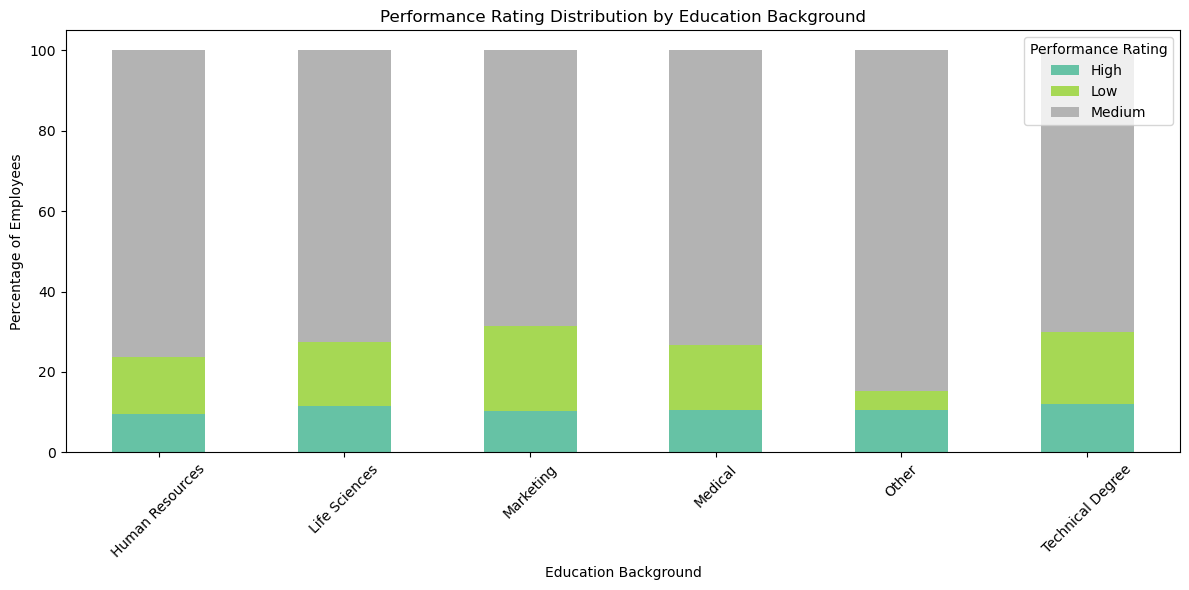 Performance Rating Distribution by Education Background
Percentage of Employees
100
80
60
40
20
0
Performance Rating
High
Low
Medium
Human Resources
Life Sciences
Marketing
Medical
Other
Technical Degree
Education Background